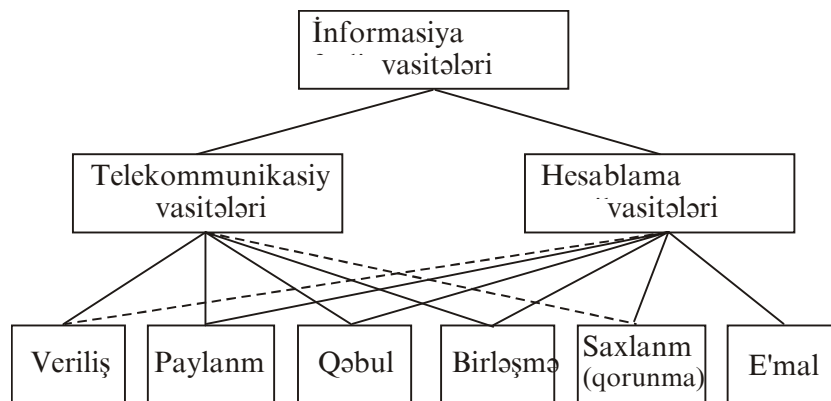 İnformasiya
vasitələri
Telekommunikasiy
vasitələri
Hesablama
vasitələri
Veriliş
Paylanm
Qəbul
Birləşmə
Saxlanm
(qorunma)
E'mal